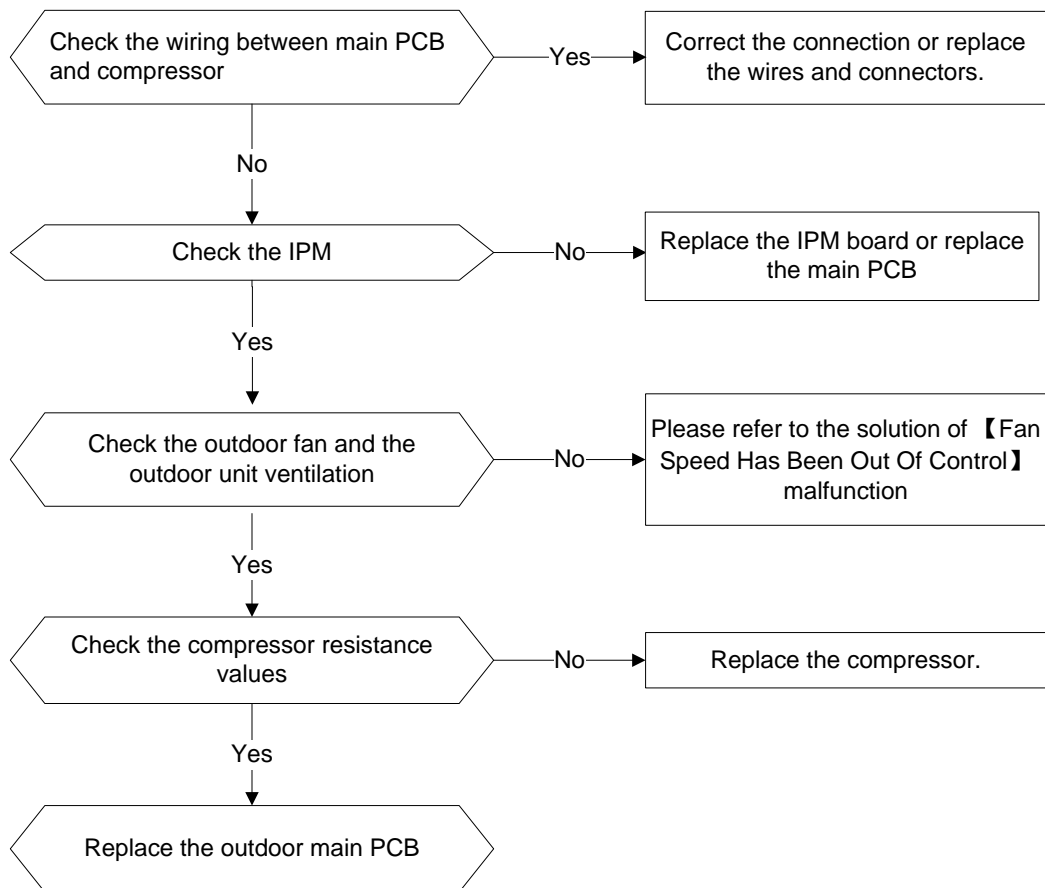 Check the wiring between main PCB
and compressor
Yes
Correct the connection or replace
the wires and connectors.
No
Check the IPM
No
Replace the IPM board or replace
the main PCB
Yes
Check the outdoor fan and the
outdoor unit ventilation
No
Please refer to the solution of 【Fan
Speed Has Been Out Of Control】
malfunction
Yes
Check the compressor resistance
values
No
Replace the compressor.
Yes
Replace the outdoor main PCB